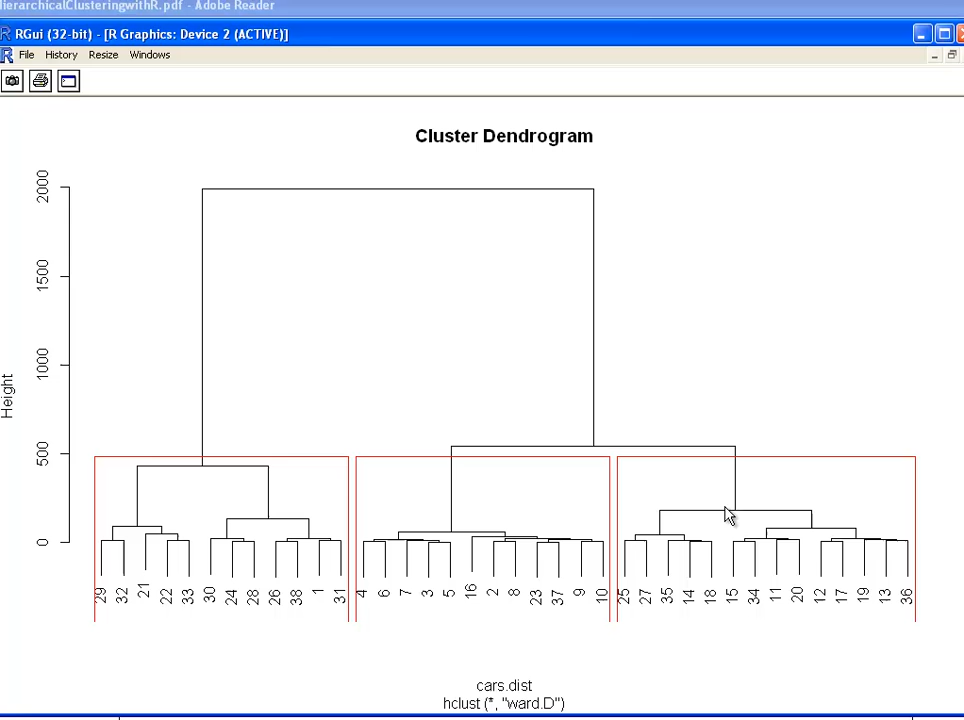 ierarchicalClusteringwithR.pdf - Adobe Reader
RGui (32-bit) - [R Graphics: Device 2 (ACTIVE)]
R File History Resize Windows
Cluster Dendrogram
2000
1500
1000
500
0
Height
29 32 21 22 33 30 24 28 26 38 1 31 4 6 7 3 5 16 2 8 23 37 9 10 25 27 35 14 18 15 34 11 20 12 17 19 13 36
cars.dist
hclust (*, "ward.D")